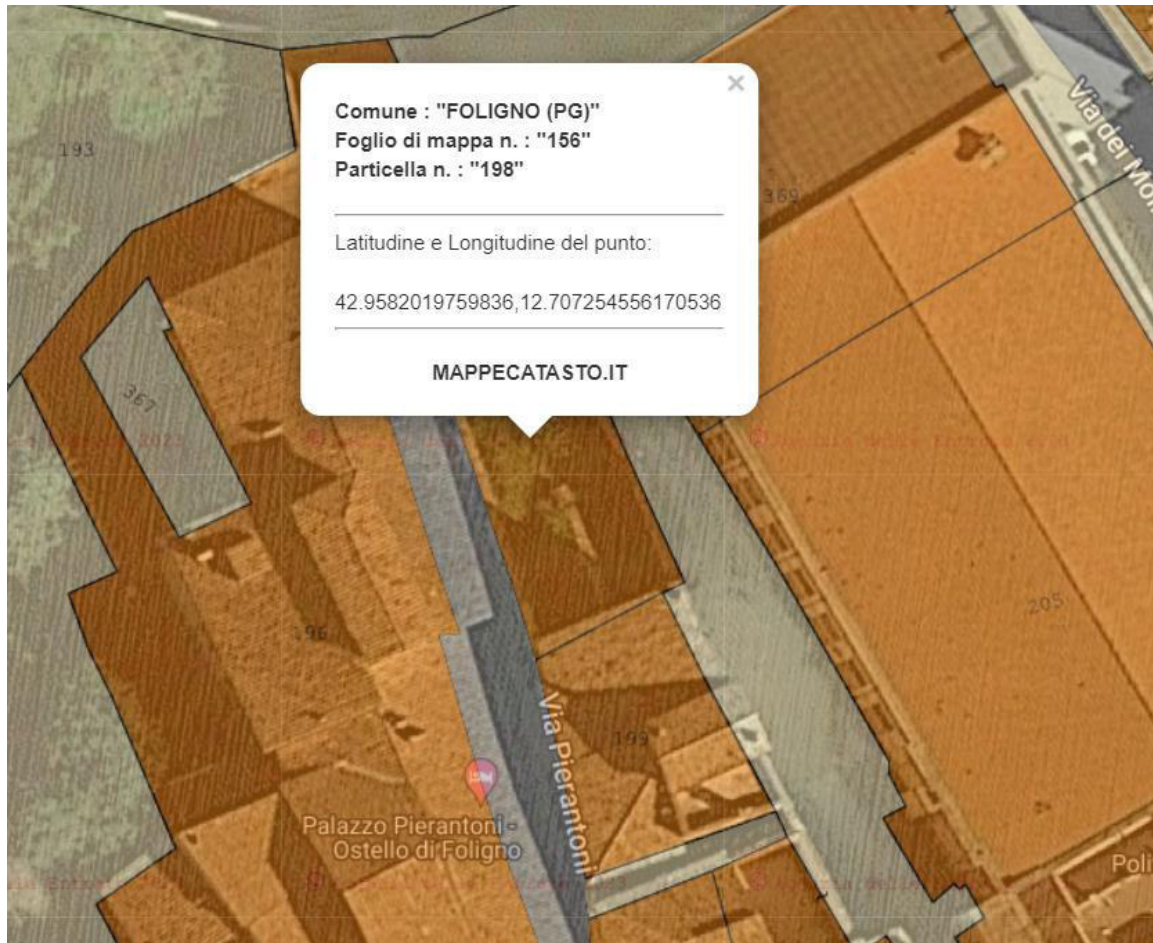 193
×
Comune : "FOLIGNO (PG)"
Foglio di mappa n. : "156"
Particella n. : "198"
Latitudine e Longitudine del punto:
42.9582019759836,12.707254556170536
MAPPECATASTO.IT
Via dei Moli
369
367
205
196
199
Via Pierantoni
Palazzo Pierantoni -
Ostello di Foligno
Poli